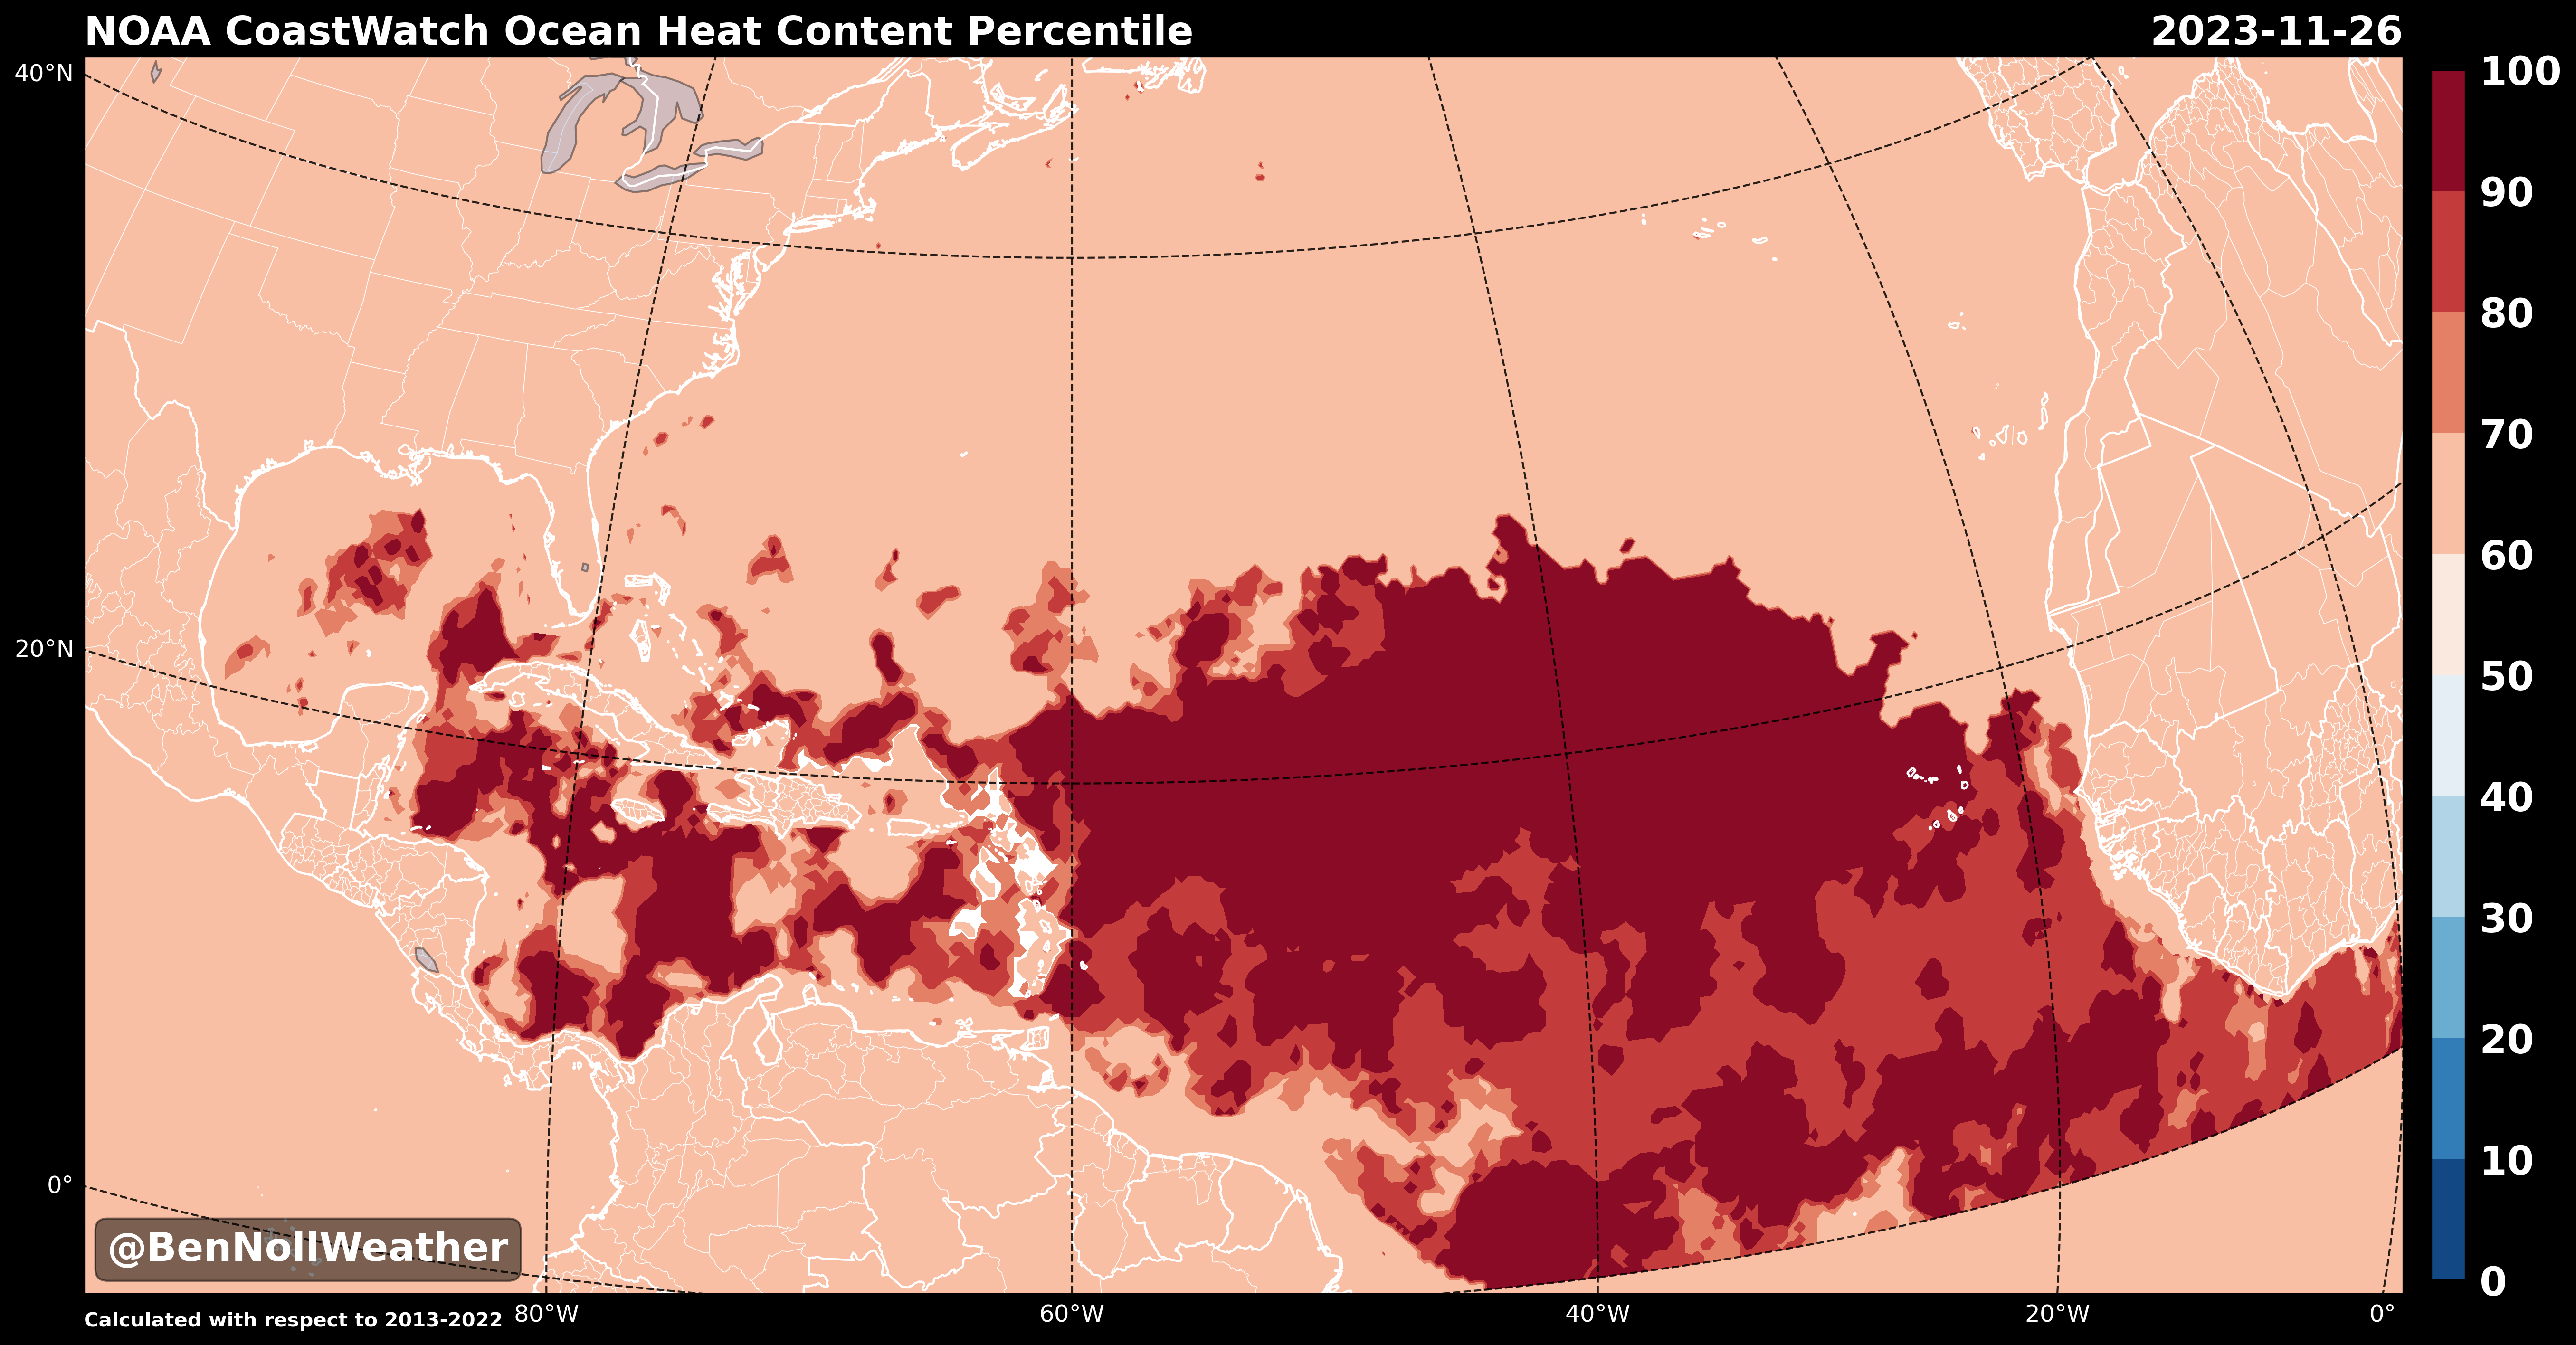 NOAA CoastWatch Ocean Heat Content Percentile
2023-11-26
40°N
20°N
0°
100
90
80
70
60
50
40
30
20
10
0
@BenNollWeather
Calculated with respect to 2013-2022
80°W
60°W
40°W
20°W
0°